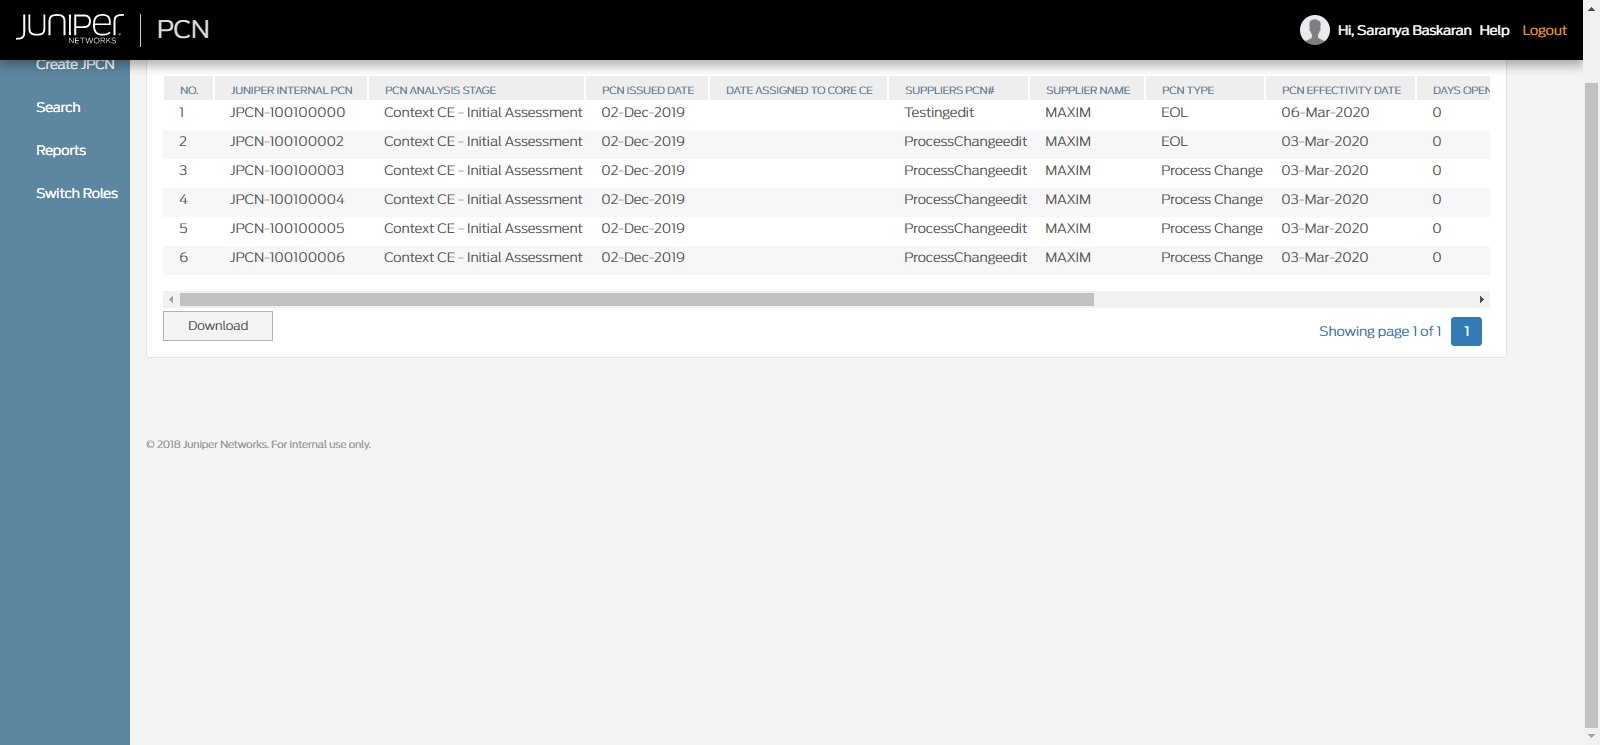 JUNIPER NETWORKS PCN Hi, Saranya Baskaran Help Logout
Create JPCN
Search
Reports
Switch Roles
NO. JUNIPER INTERNAL PCN PCN ANALYSIS STAGE PCN ISSUED DATE DATE ASSIGNED TO CORE CE SUPPLIERS PCN# SUPPLIER NAME PCN TYPE PCN EFFECTIVITY DATE DAYS OPEN
1 JPCN-100100000 Context CE - Initial Assessment 02-Dec-2019 Testingedit MAXIM EOL 06-Mar-2020 0
2 JPCN-100100002 Context CE - Initial Assessment 02-Dec-2019 ProcessChangeedit MAXIM EOL 03-Mar-2020 0
3 JPCN-100100003 Context CE - Initial Assessment 02-Dec-2019 ProcessChangeedit MAXIM Process Change 03-Mar-2020 0
4 JPCN-100100004 Context CE - Initial Assessment 02-Dec-2019 ProcessChangeedit MAXIM Process Change 03-Mar-2020 0
5 JPCN-100100005 Context CE - Initial Assessment 02-Dec-2019 ProcessChangeedit MAXIM Process Change 03-Mar-2020 0
6 JPCN-100100006 Context CE - Initial Assessment 02-Dec-2019 ProcessChangeedit MAXIM Process Change 03-Mar-2020 0
Download
Showing page 1 of 1 1
© 2018 Juniper Networks. For internal use only.